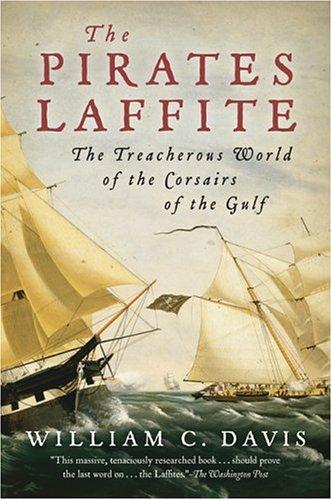 The
PIRATES
LAFFITE
The Treacherous World
of the Corsairs
of the Gulf
WILLIAM C. DAVIS
"This massive, tenaciously researched book . . . should prove
the last word on . . . the Laffites."–The Washington Post